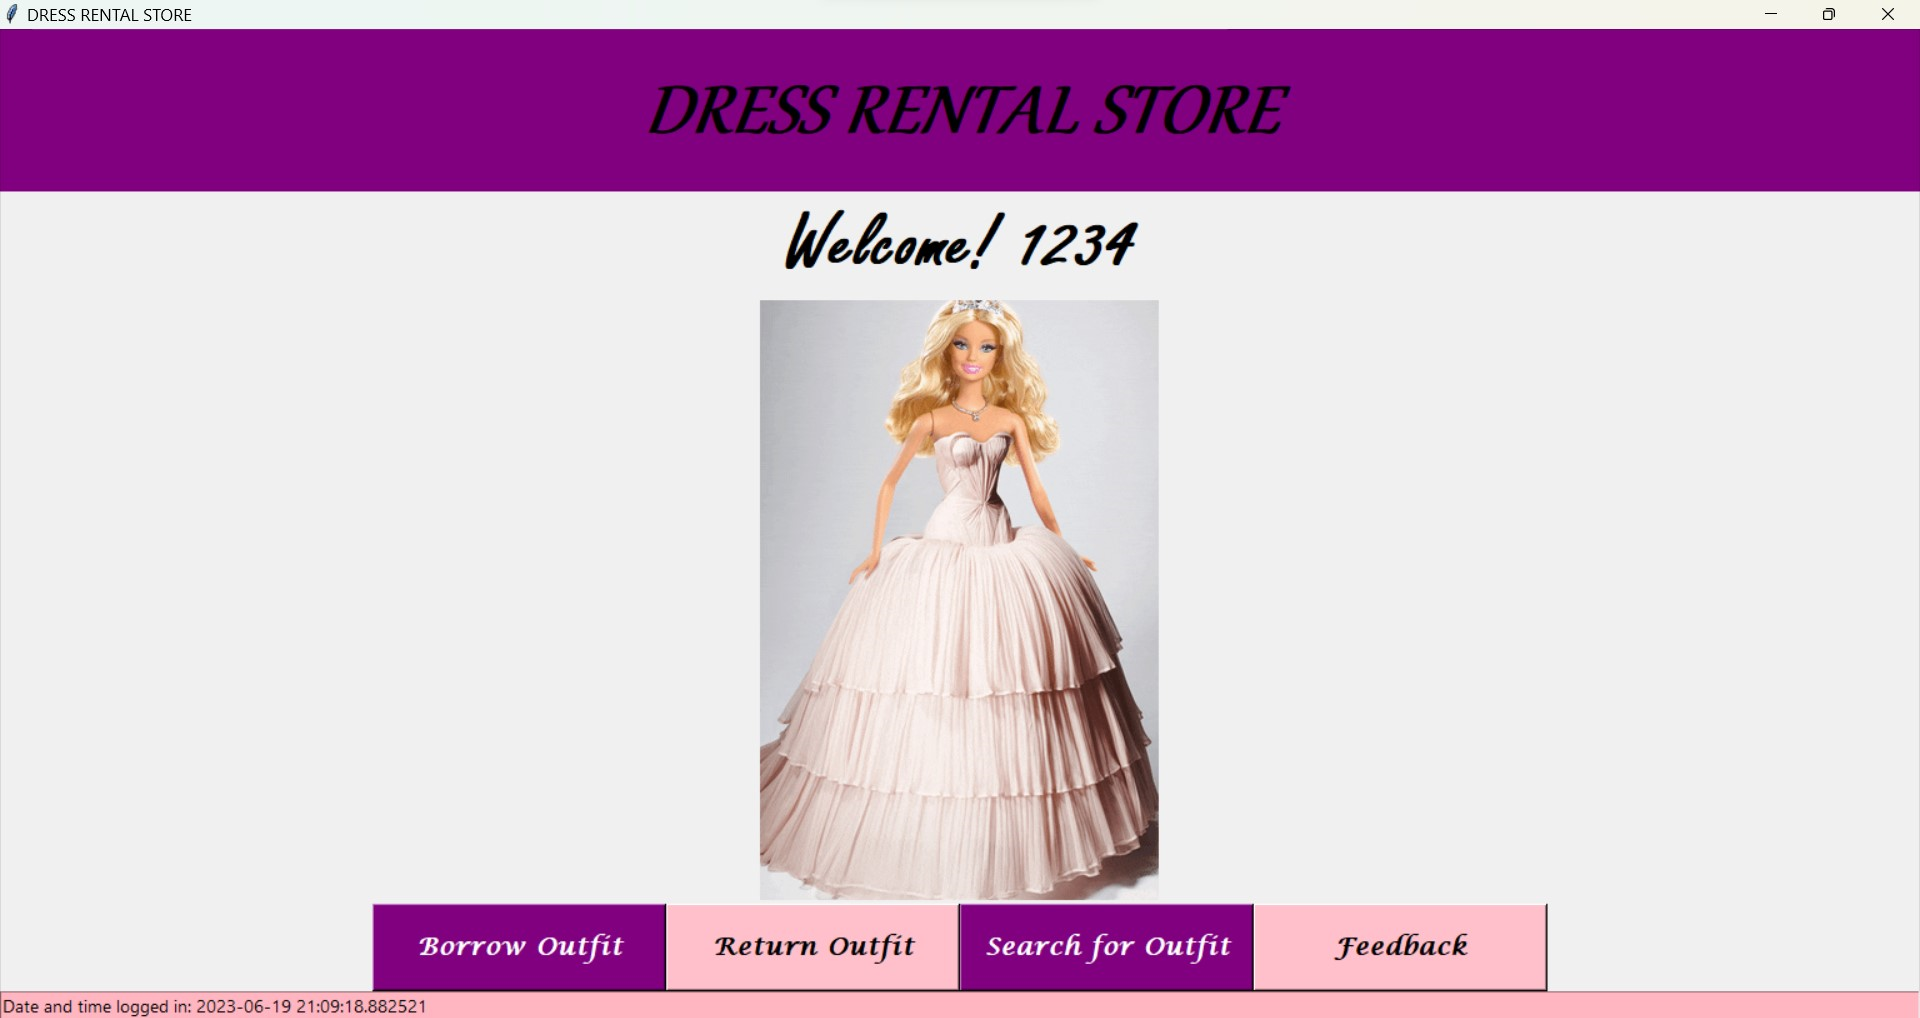 DRESS RENTAL STORE
DRESS RENTAL STORE
Welcome! 1234
Borrow Outfit
Return Outfit
Search for Outfit
Feedback
Date and time logged in: 2023-06-19 21:09:18.882521